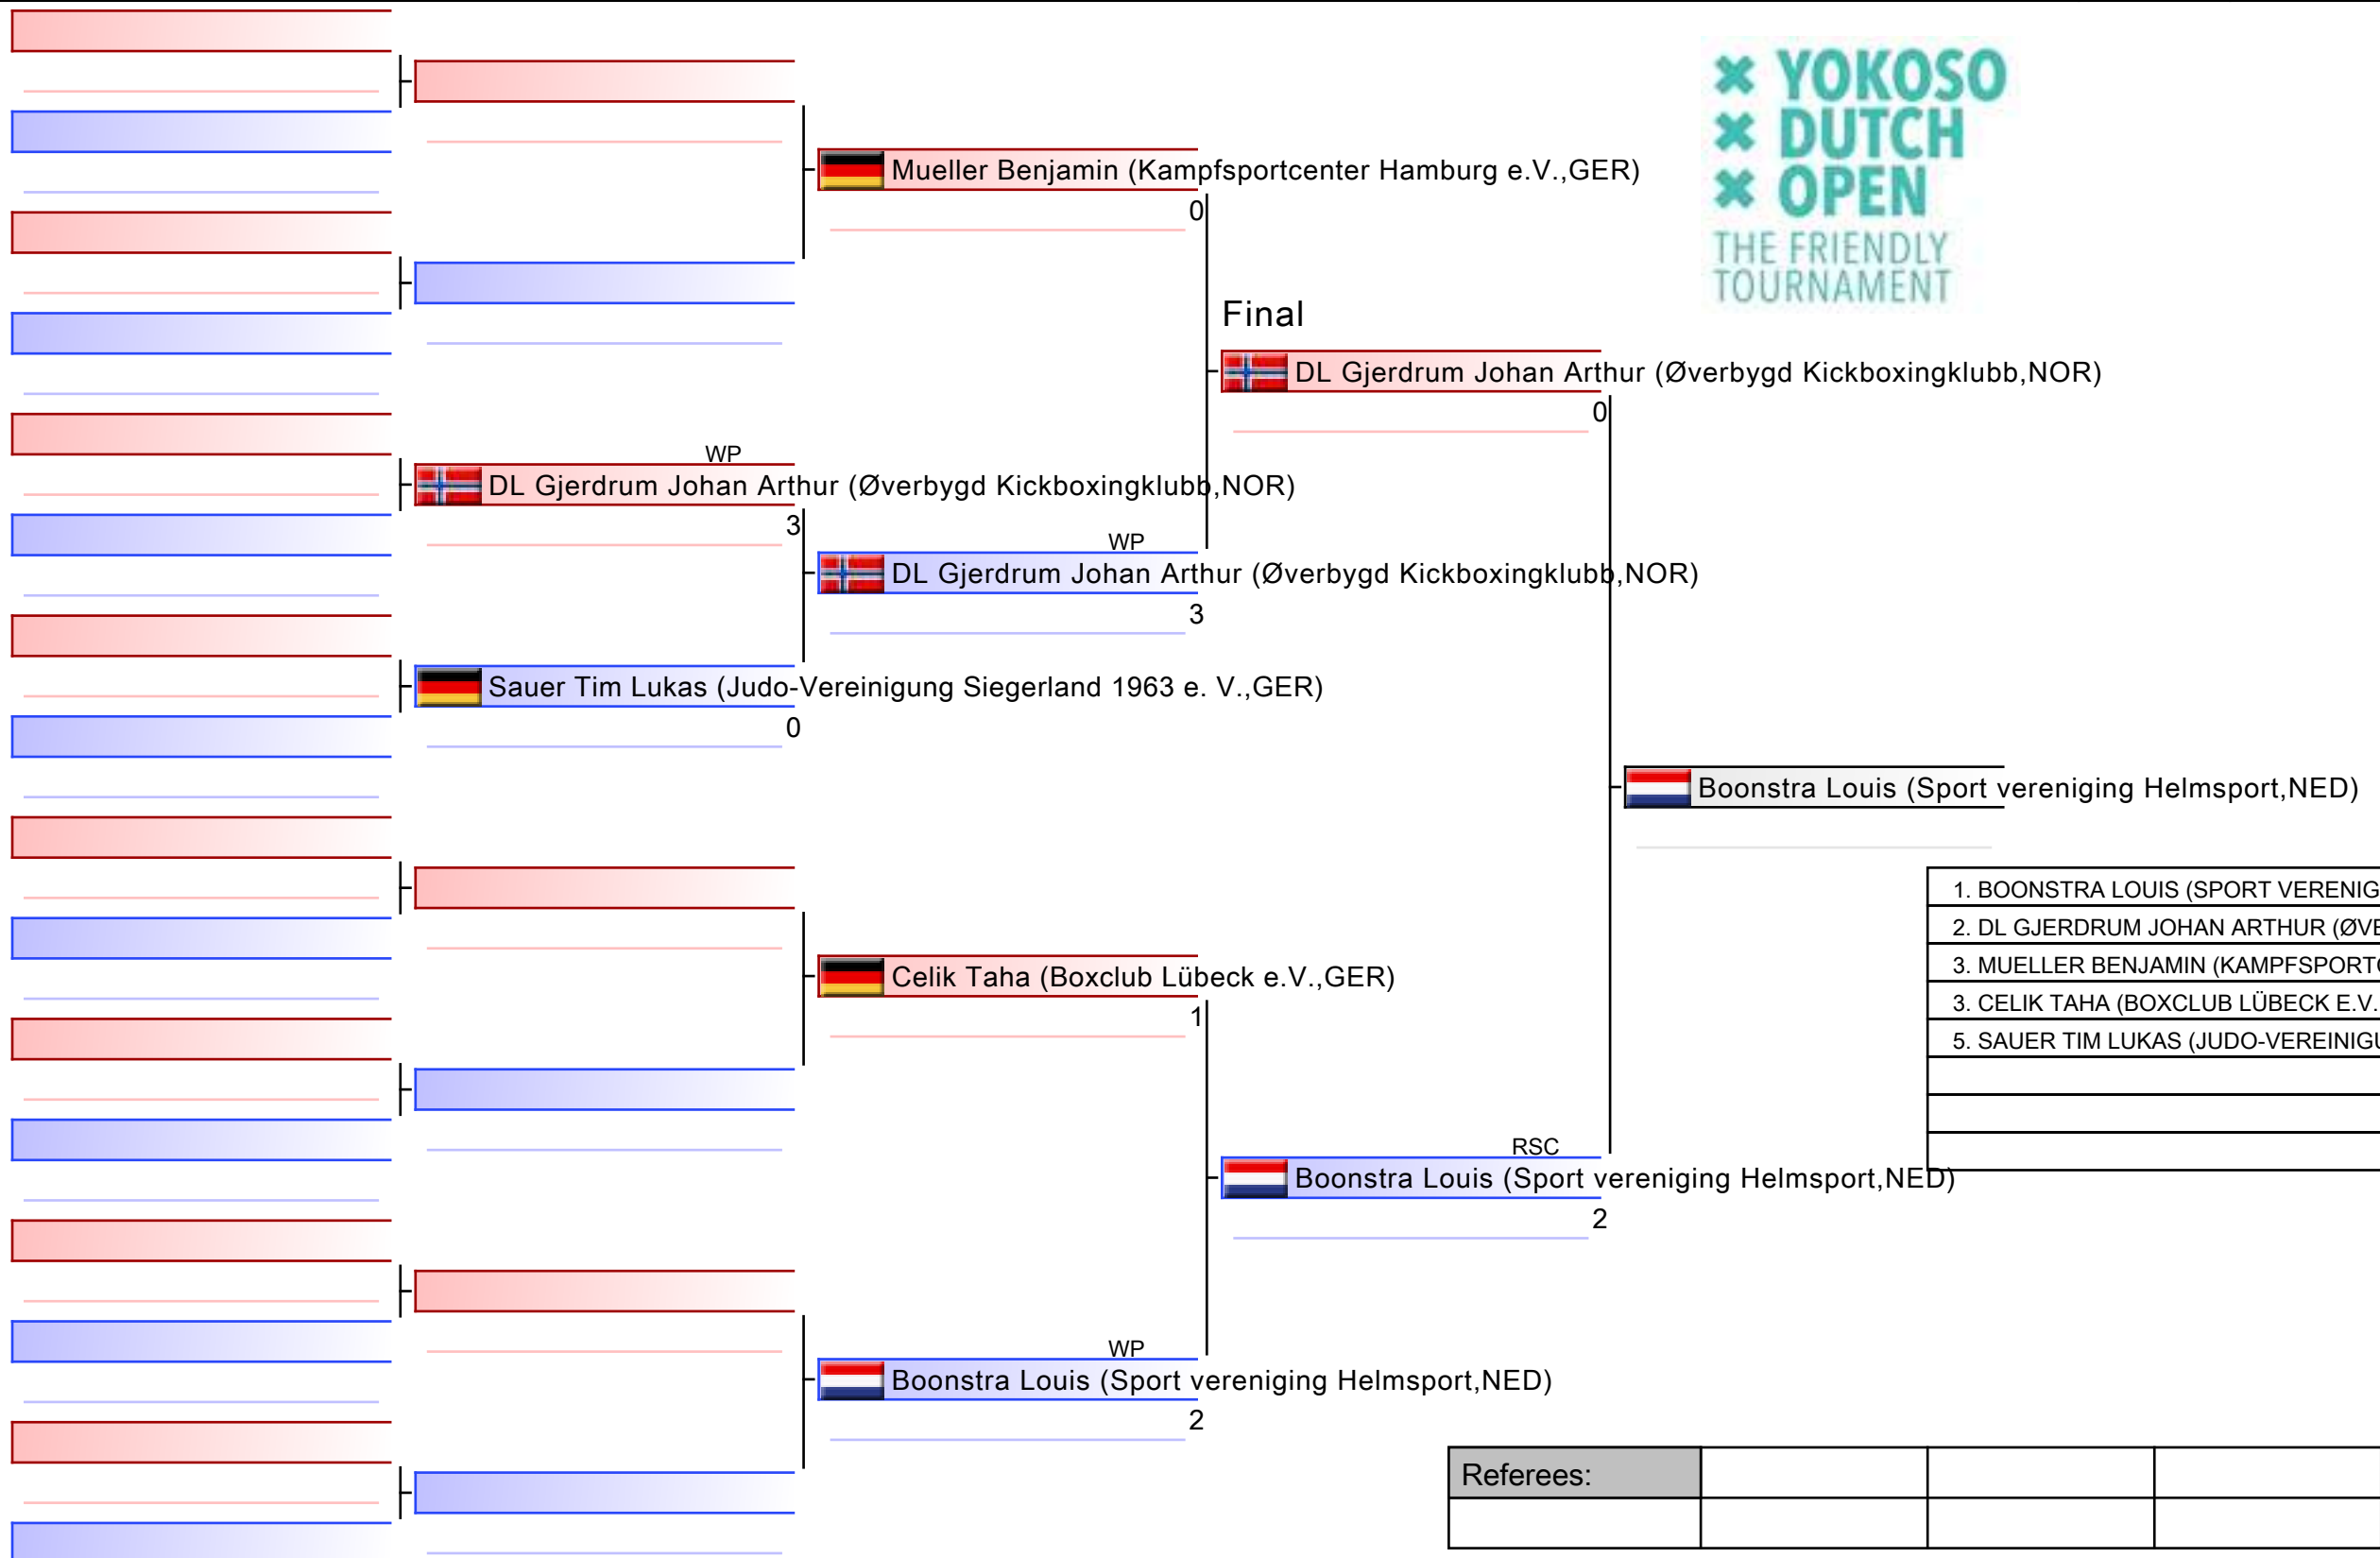 YOKOSO
DUTCH
OPEN
THE FRIENDLY
TOURNAMENT
Mueller Benjamin (Kampfsportcenter Hamburg e.V.,GER)
0
Final
DL Gjerdrum Johan Arthur (Øverbygd Kickboxingklubb,NOR)
0
WP
DL Gjerdrum Johan Arthur (Øverbygd Kickboxingklubb,NOR)
3
WP
DL Gjerdrum Johan Arthur (Øverbygd Kickboxingklubb,NOR)
3
Sauer Tim Lukas (Judo-Vereinigung Siegerland 1963 e. V.,GER)
0
Boonstra Louis (Sport vereniging Helmsport,NED)
1. BOONSTRA LOUIS (SPORT VERENIG
2. DL GJERDRUM JOHAN ARTHUR (ØVE
3. MUELLER BENJAMIN (KAMPFSPORTC
3. CELIK TAHA (BOXCLUB LÜBECK E.V.
5. SAUER TIM LUKAS (JUDO-VEREINIGU
Celik Taha (Boxclub Lübeck e.V.,GER)
1
RSC
Boonstra Louis (Sport vereniging Helmsport,NED)
2
WP
Boonstra Louis (Sport vereniging Helmsport,NED)
2
Referees: